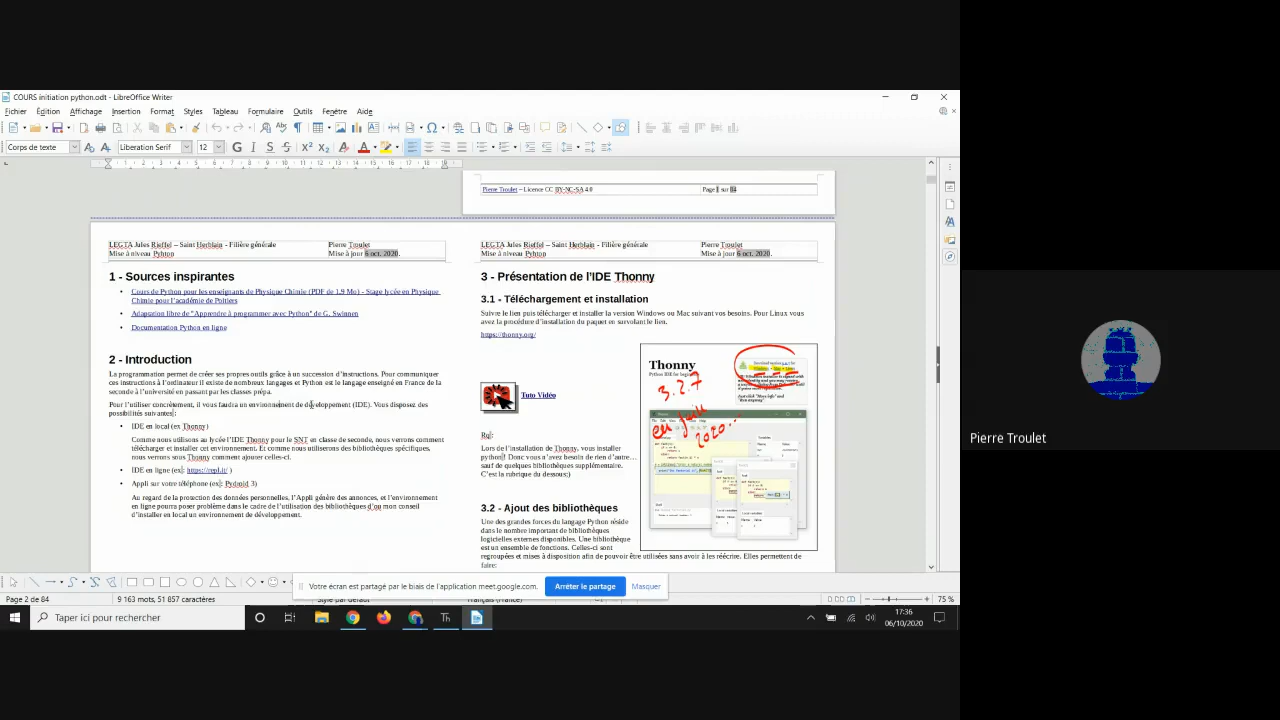 COURS initiation python.odt - LibreOffice Writer
Fichier Édition Affichage Insertion Format Styles Tableau Formulaire Outils Fenêtre Aide
Corps de texte Liberation Serif 12
Pierre Troulet – Licence CC BY-NC-SA 4.0 Page 1 sur 84
LEGTA Jules Rieffel – Saint Herblain - Filière générale Pierre Troulet
Mise à niveau Pyhton Mise à jour 6 oct. 2020.
1 - Sources inspirantes
• Cours de Python pour les enseignants de Physique Chimie (PDF de 1.9 Mo) - Stage lycée en Physique
Chimie pour l'académie de Poitiers
• Adaptation libre de "Apprendre à programmer avec Python" de G. Swinnen
• Documentation Python en ligne
2 - Introduction
La programmation permet de créer ses propres outils grâce à un succession d'instructions. Pour communiquer
ces instructions à l'ordinateur il existe de nombreux langages et Python est le langage enseigné en France de la
seconde à l'université en passant par les classes prépa.
Pour l'utiliser concrètement, il vous faudra un environnement de développement (IDE). Vous disposez des
possibilités suivantes :
• IDE en local (ex Thonny)
Comme nous utilisons au lycée l'IDE Thonny pour le SNT en classe de seconde, nous verrons comment
télécharger et installer cet environnement. Et comme nous utiliserons des bibliothèques spécifiques,
nous verrons sous Thonny comment ajouter celles-ci.
• IDE en ligne (ex : https://repl.it/ )
• Appli sur votre téléphone (ex : Pydroid 3)
Au regard de la protection des données personnelles, l'Appli génère des annonces, et l'environnement
en ligne pourra poser problème dans le cadre de l'utilisation des bibliothèques d'ou mon conseil
d'installer en local un environnement de développement.
LEGTA Jules Rieffel – Saint Herblain - Filière générale Pierre Troulet
Mise à niveau Pyhton Mise à jour 6 oct. 2020.
3 - Présentation de l'IDE Thonny
3.1 - Téléchargement et installation
Suivre le lien puis télécharger et installer la version Windows ou Mac suivant vos besoins. Pour Linux vous
avez la procédure d'installation du paquet en survolant le lien.
https://thonny.org/
Thonny
Python IDE for beginners
3.2.7
en juin
2020...
Tuto Vidéo
Rq :
Lors de l'installation de Thonny, vous installer
python! Donc vous n'avez besoin de rien d'autre…
sauf de quelques bibliothèques supplémentaire.
C'est la rubrique du dessous;)
3.2 - Ajout des bibliothèques
Une des grandes forces du langage Python réside
dans le nombre important de bibliothèques
logicielles externes disponibles. Une bibliothèque
est un ensemble de fonctions. Celles-ci sont
regroupées et mises à disposition afin de pouvoir être utilisées sans avoir à les réécrire. Elles permettent de
faire:
Votre écran est partagé par le biais de l'application meet.google.com. Arrêter le partage Masquer
Page 2 de 84 9 163 mots, 51 857 caractères Style par défaut Français (France) 75 %
Taper ici pour rechercher
17:36
06/10/2020
Pierre Troulet